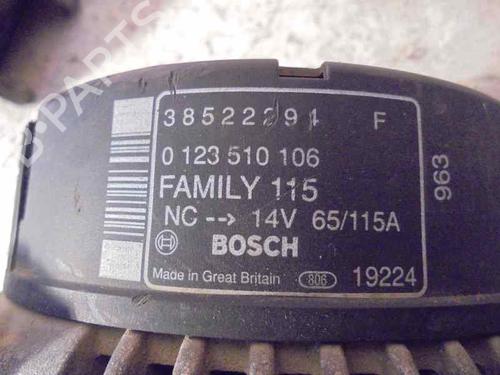 38522291 F
0 123 510 106
FAMILY 115
NC --> 14V 65/115A
BOSCH
Made in Great Britain 806 19224
963
B-PARTS